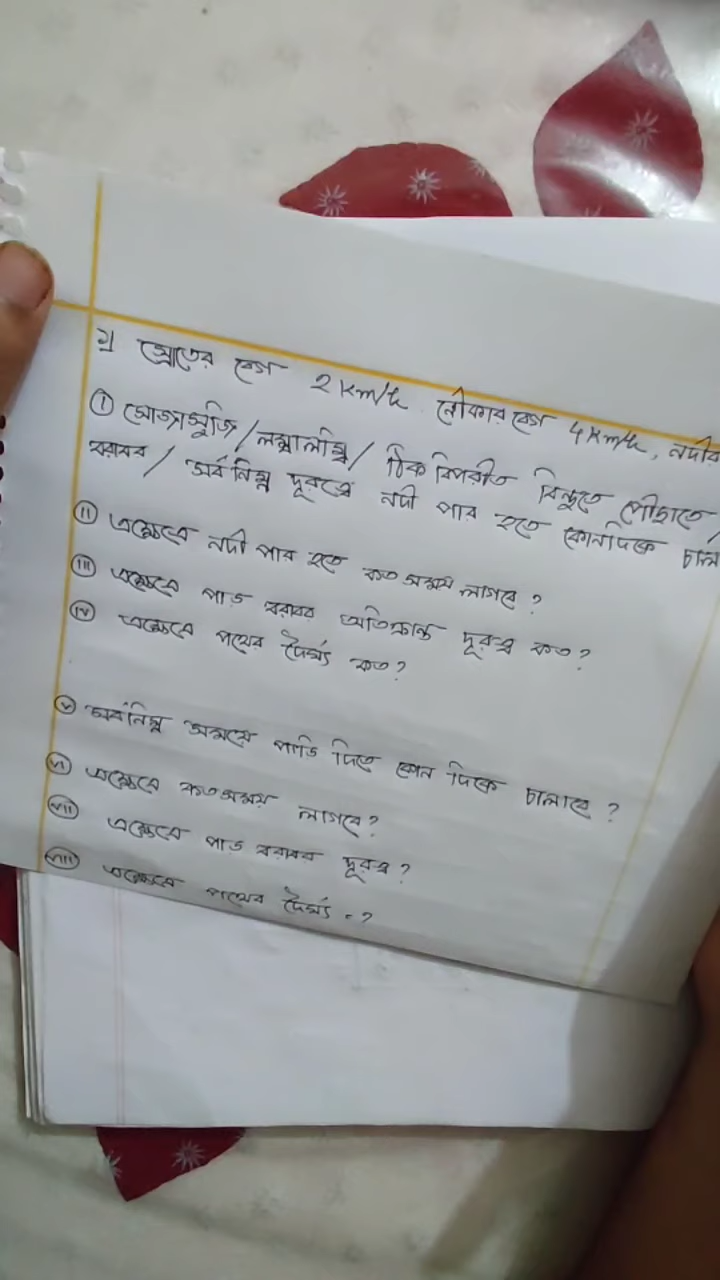 ১] স্রোতের বেগ 2 km/h. নৌকার বেগ 4 km/h, নদীর
(i) সোজাসুজি / লম্বালম্বি / ঠিক বিপরীত বিন্দুতে পৌঁছাতে /
বরাবর / সর্বনিম্ন দূরত্বে নদী পার হতে কোনদিকে চাল
(ii) এক্ষেত্রে নদী পার হতে কত সময় লাগবে ?
(iii) এক্ষেত্রে পাড় বরাবর অতিক্রান্ত দূরত্ব কত?
(iv) এক্ষেত্রে পথের দৈর্ঘ্য কত?
(v) সর্বনিম্ন সময়ে পাড়ি দিতে কোন দিকে চালাবে ?
(vi) এক্ষেত্রে কত সময় লাগবে?
(vii) এক্ষেত্রে পাড় বরাবর দূরত্ব ?
(viii) এক্ষেত্রে পথের দৈর্ঘ্য = ?